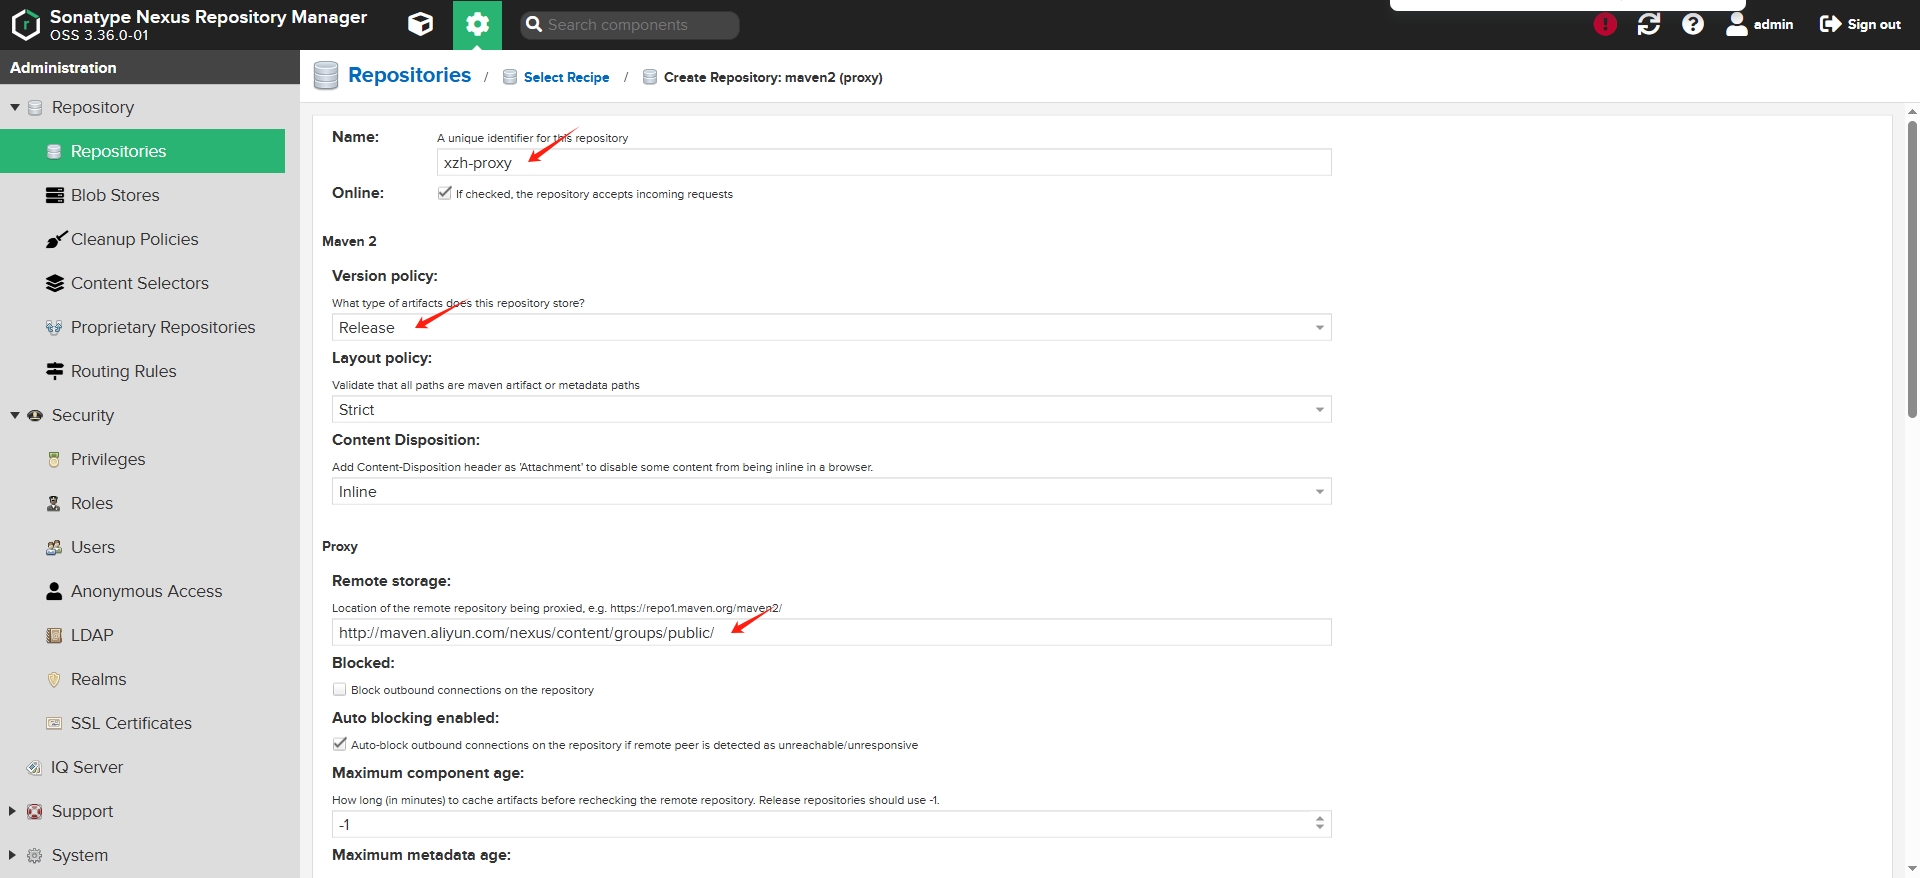 Sonatype Nexus Repository Manager
OSS 3.36.0-01
Search components
admin
Sign out
Administration
Repository
Repositories
Blob Stores
Cleanup Policies
Content Selectors
Proprietary Repositories
Routing Rules
Security
Privileges
Roles
Users
Anonymous Access
LDAP
Realms
SSL Certificates
IQ Server
Support
System
Repositories / Select Recipe / Create Repository: maven2 (proxy)
Name:
A unique identifier for this repository
xzh-proxy
Online:
If checked, the repository accepts incoming requests
Maven 2
Version policy:
What type of artifacts does this repository store?
Release
Layout policy:
Validate that all paths are maven artifact or metadata paths
Strict
Content Disposition:
Add Content-Disposition header as 'Attachment' to disable some content from being inline in a browser.
Inline
Proxy
Remote storage:
Location of the remote repository being proxied, e.g. https://repo1.maven.org/maven2/
http://maven.aliyun.com/nexus/content/groups/public/
Blocked:
Block outbound connections on the repository
Auto blocking enabled:
Auto-block outbound connections on the repository if remote peer is detected as unreachable/unresponsive
Maximum component age:
How long (in minutes) to cache artifacts before rechecking the remote repository. Release repositories should use -1.
-1
Maximum metadata age: